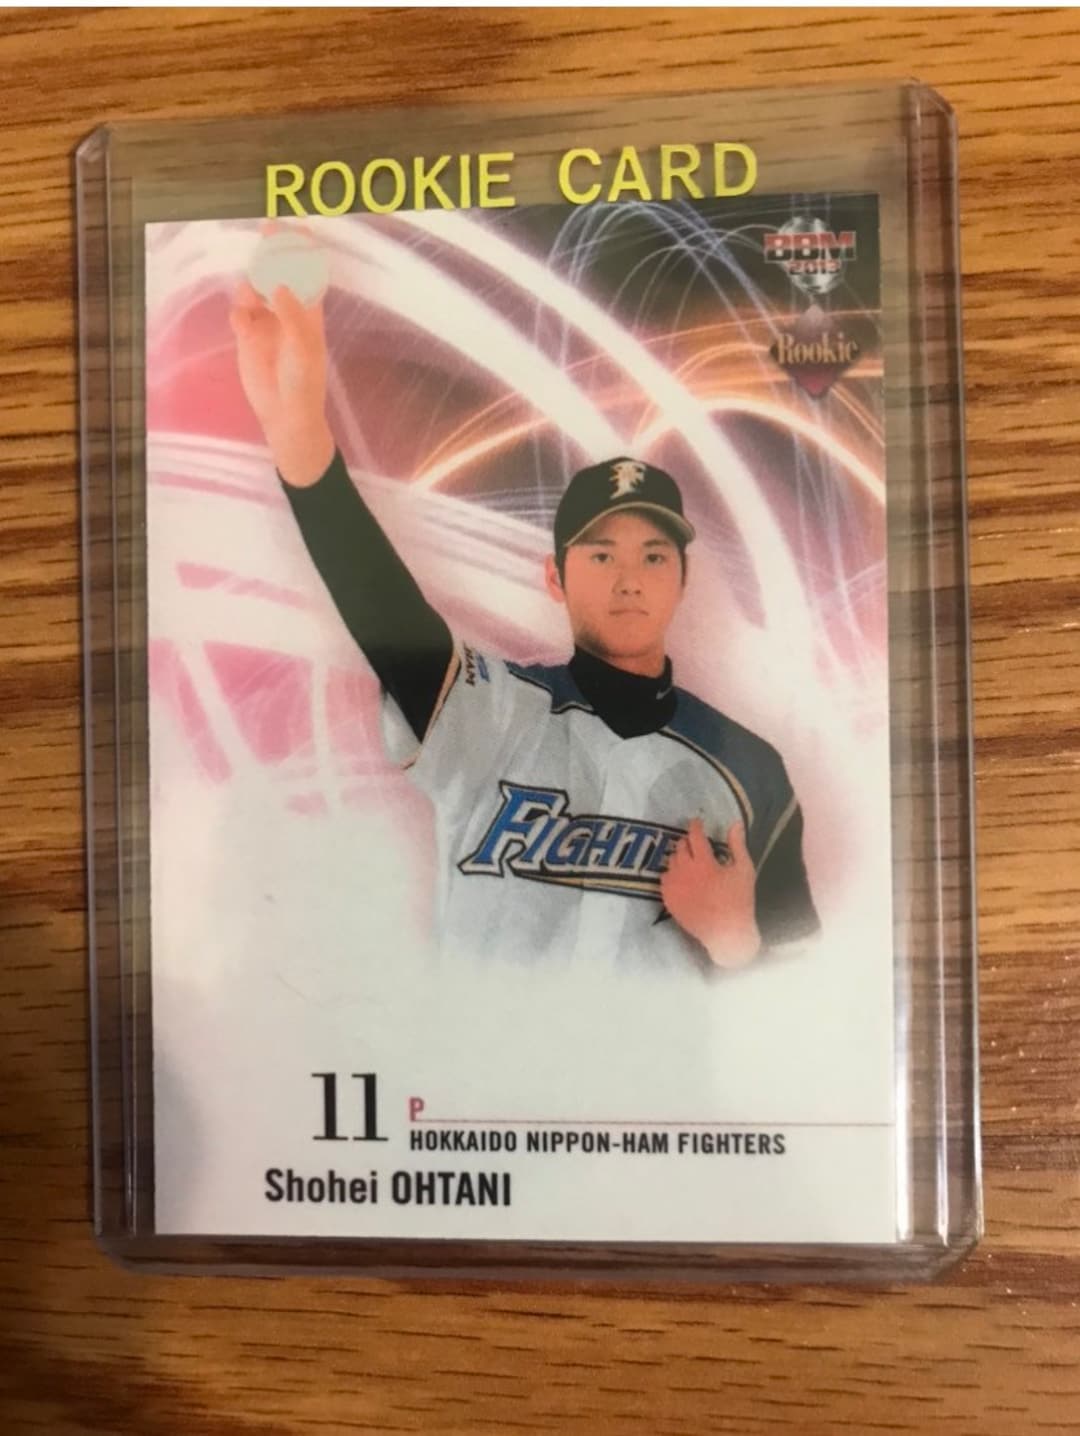 ROOKIE CARD
BBM
2013
Rookie
FIGHTE
11
P
HOKKAIDO NIPPON-HAM FIGHTERS
Shohei OHTANI